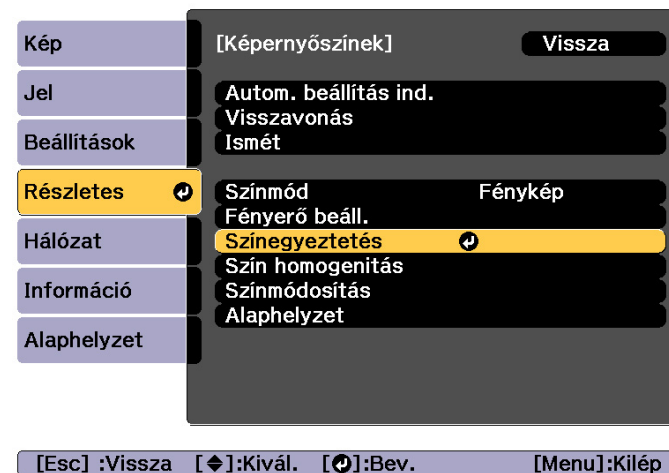 Kép
Jel
Beállítások
Részletes
Hálózat
Információ
Alaphelyzet
[Képernyőszínek] Vissza
Autom. beállítás ind.
Visszavonás
Ismét
Színmód Fénykép
Fényerő beáll.
Színegyeztetés
Szín homogenitás
Színmódosítás
Alaphelyzet
[Esc] :Vissza [◆]:Kivál. [↵]:Bev. [Menu]:Kilép